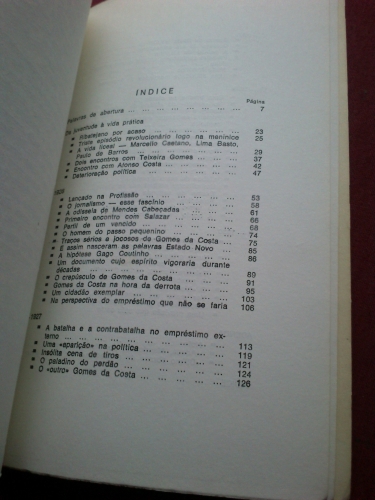 ÍNDICE
Página
Palavras de abertura ... ... ... ... ... ... ... 7
Da juventude à vida prática
• Ribatejano por acaso ... ... ... ... ... ... 23
• Triste episódio revolucionário logo na meninice 25
• A vida liceal — Marcello Caetano, Lima Basto,
Paulo de Barros ... ... ... ... ... ... ... 29
• Dois encontros com Teixeira Gomes ... ... ... 37
• Encontro com Afonso Costa ... ... ... ... ... 42
• Deterioração política ... ... ... ... ... ... 47
1926
• Lançado na Profissão ... ... ... ... ... ... 53
• O jornalismo — esse fascínio ... ... ... ... 58
• A odisseia de Mendes Cabeçadas ... ... ... 61
• Primeiro encontro com Salazar ... ... ... ... 66
• Perfil de um vencido ... ... ... ... ... ... 68
• O homem do passo pequenino ... ... ... ... 74
• Traços sérios e jocosos de Gomes da Costa ... 75
• E assim nasceram as palavras Estado Novo ... 85
• A hipótese Gago Coutinho ... ... ... ... ... 86
• Um documento cujo espírito vigoraria durante
décadas ... ... ... ... ... ... ... ... ... 89
• O crepúsculo de Gomes da Costa ... ... ... 91
• Gomes da Costa na hora da derrota ... ... ... 95
• Um cidadão exemplar ... ... ... ... ... ... 103
• Na perspectiva do empréstimo que não se faria 106
1927
• A batalha e a contrabatalha no empréstimo ex-
terno ... ... ... ... ... ... ... ... ... 113
• Uma «aparição» na política ... ... ... ... ... 119
• Insólita cena de tiros ... ... ... ... ... ... 121
• O paladino do perdão ... ... ... ... ... ... 124
• O «outro» Gomes da Costa ... ... ... ... ... 126